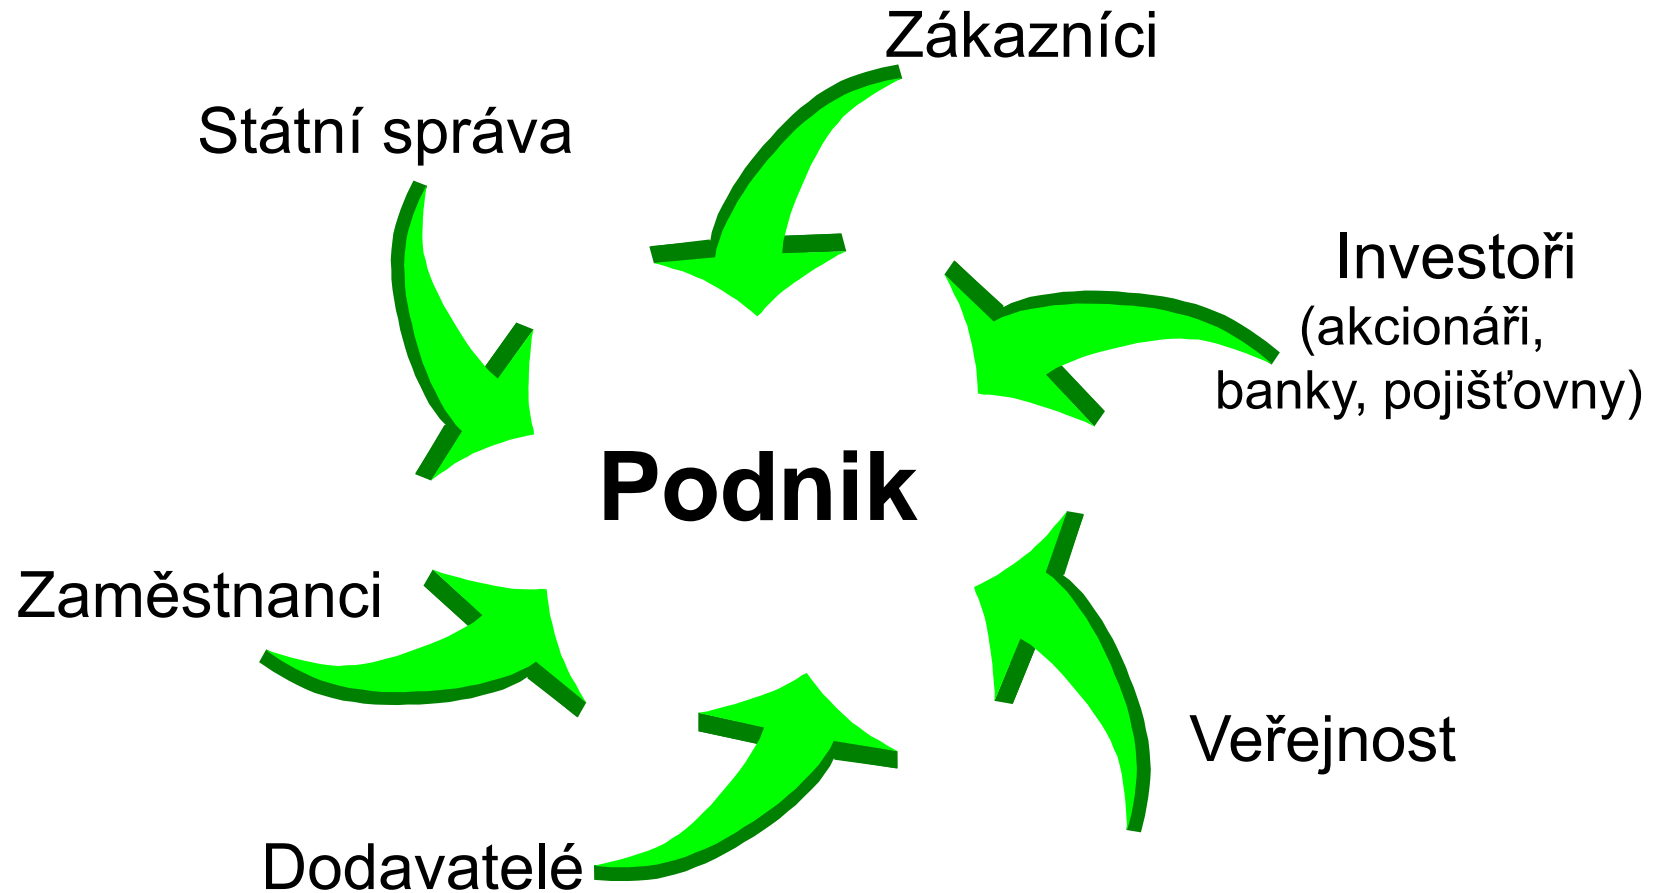 Zákazníci
Státní správa
Investoři
(akcionáři,
banky, pojišťovny)
Podnik
Zaměstnanci
Veřejnost
Dodavatelé